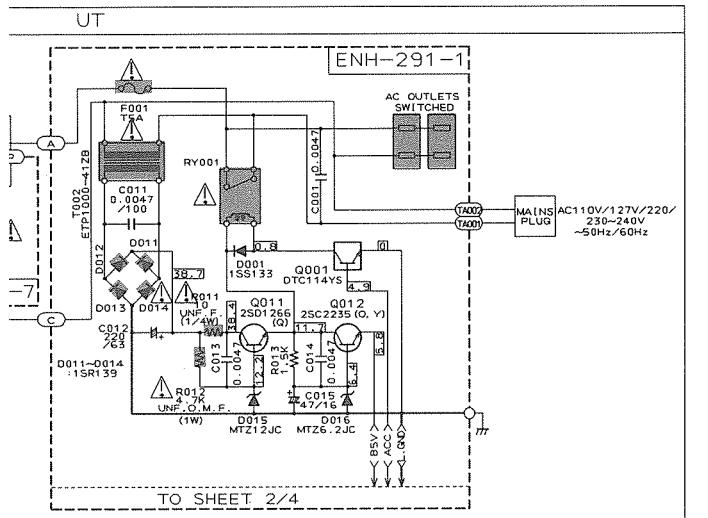 UT
ENH-291-1
F001
T5A
AC OUTLETS
SWITCHED
A
RY001
T002
ETP1000-41ZB
C011
0.0047
/100
C001
0.0047
TA002
TA001
MAINS
PLUG
AC110V/127V/220/
230~240V
~50Hz/60Hz
D012
D011
D013
D014
38.7
D001
1SS133
0.8
Q001
DTC114YS
0
4.9
-7
C
R011
10
UNF.F.
(1/4W)
38.4
Q011
2SD1266
(Q)
11.7
Q012
2SC2235(O, Y)
5.8
C012
220
/63
C013
0.0047
12.2
R013
1.5K
C014
0.0047
6.4
D011~D014
:1SR139
R012
4.7K
UNF.O.M.F.
(1W)
D015
MTZ12JC
C015
47/16
D016
MTZ6.2JC
B5V
ACC
L.GND
TO SHEET 2/4